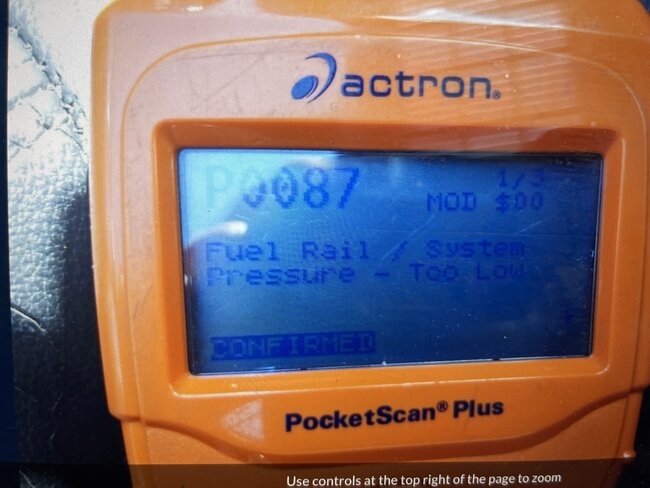 actron®
P0087
1/3
MOD $00
Fuel Rail / System
Pressure - Too Low
CONFIRMED
PocketScan® Plus
Use controls at the top right of the page to zoom